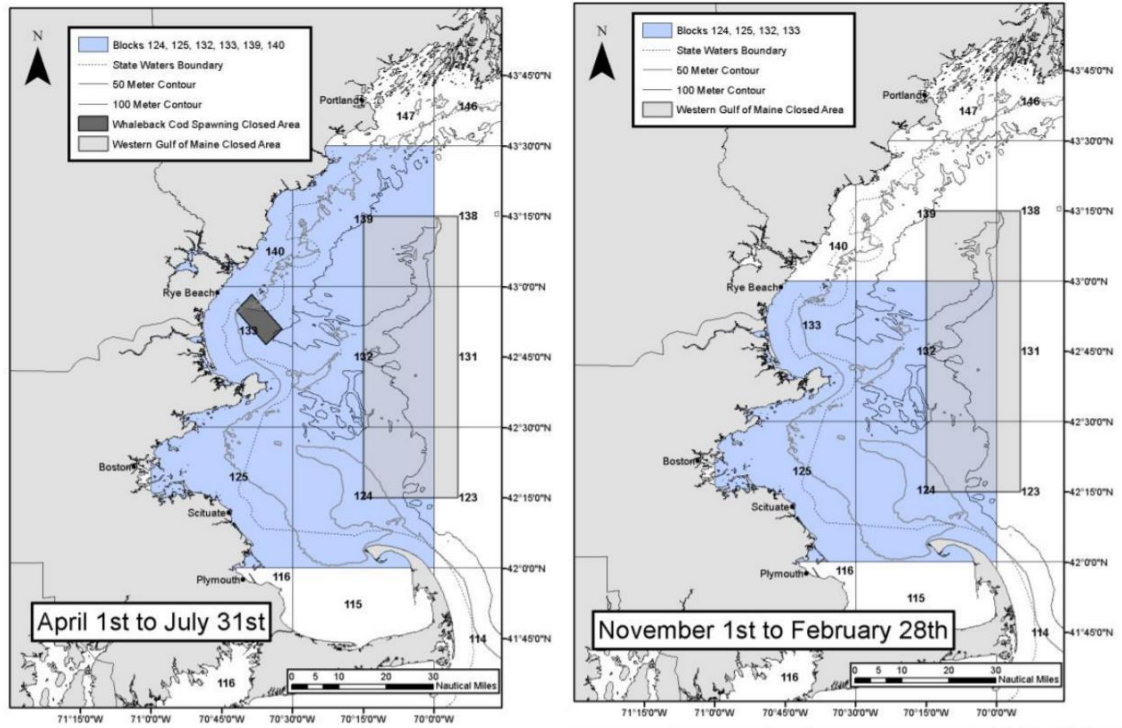 N
Blocks 124, 125, 132, 133, 139, 140
State Waters Boundary
50 Meter Contour
100 Meter Contour
Whaleback Cod Spawning Closed Area
Western Gulf of Maine Closed Area
Portland
147
146
43°45'0"N
43°30'0"N
139
138
43°15'0"N
140
Rye Beach
43°0'0"N
133
132
131
42°45'0"N
42°30'0"N
Boston
125
124
123
42°15'0"N
Scituate
42°0'0"N
Plymouth
116
115
114
41°45'0"N
April 1st to July 31st
116
0 5 10 20 30
Nautical Miles
71°15'0"W 71°0'0"W 70°45'0"W 70°30'0"W 70°15'0"W 70°0'0"W
N
Blocks 124, 125, 132, 133
State Waters Boundary
50 Meter Contour
100 Meter Contour
Western Gulf of Maine Closed Area
Portland
147
146
43°45'0"N
43°30'0"N
139
138
43°15'0"N
140
Rye Beach
43°0'0"N
133
132
131
42°45'0"N
42°30'0"N
Boston
125
124
123
42°15'0"N
Scituate
42°0'0"N
Plymouth
116
115
114
41°45'0"N
November 1st to February 28th
116
0 5 10 20 30
Nautical Miles
71°15'0"W 71°0'0"W 70°45'0"W 70°30'0"W 70°15'0"W 70°0'0"W